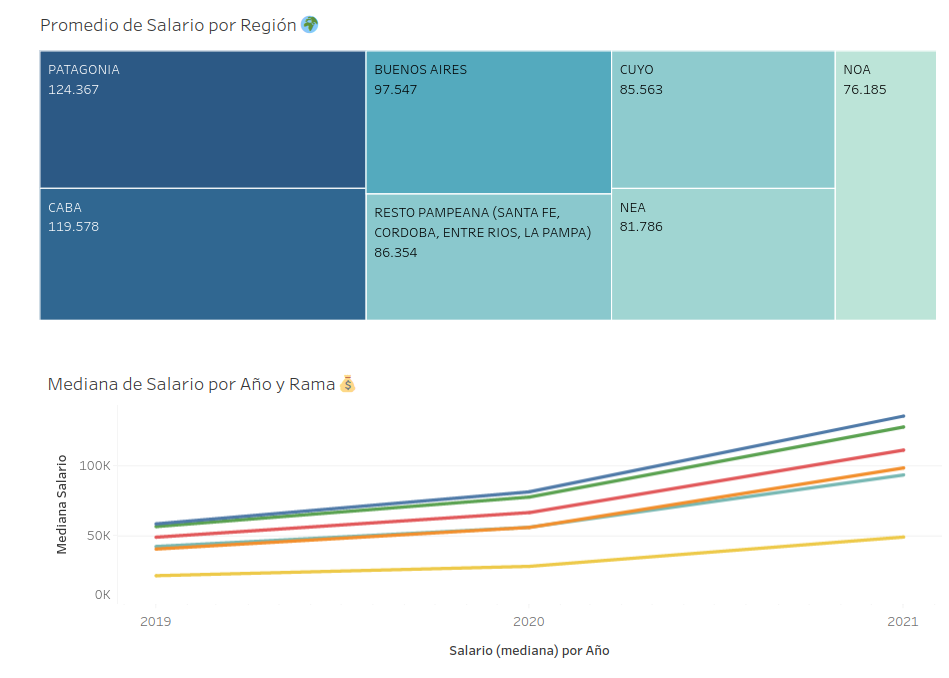 Promedio de Salario por Región 🌍
PATAGONIA
124.367
BUENOS AIRES
97.547
CUYO
85.563
NOA
76.185
CABA
119.578
RESTO PAMPEANA (SANTA FE,
CORDOBA, ENTRE RIOS, LA PAMPA)
86.354
NEA
81.786
Mediana de Salario por Año y Rama 💰
Mediana Salario
100K
50K
0K
2019
2020
2021
Salario (mediana) por Año